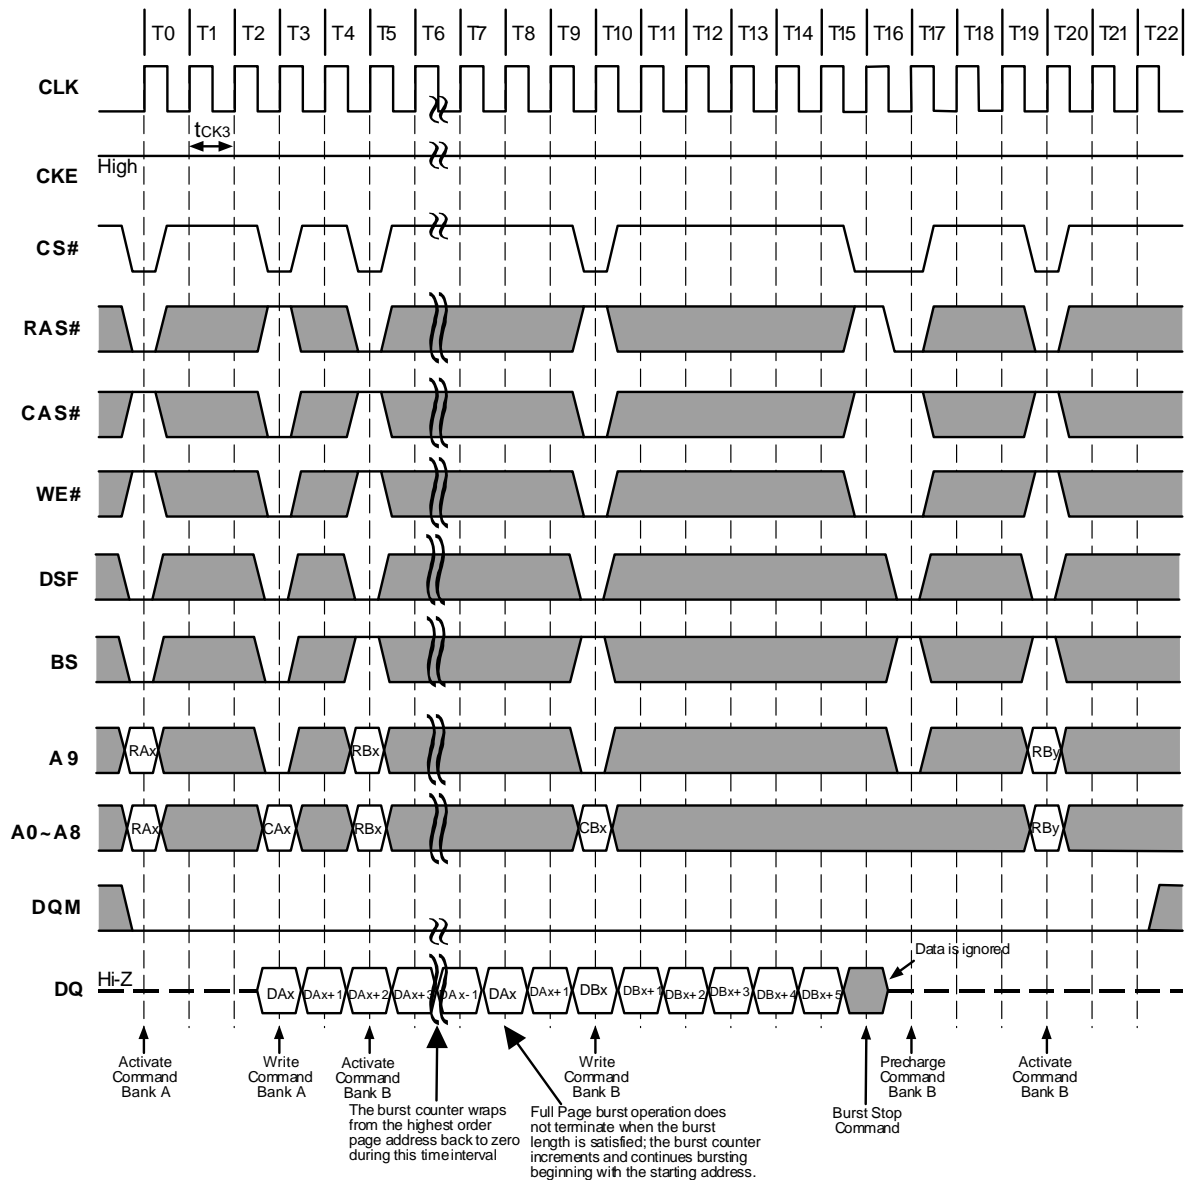 T0 T1 T2 T3 T4 T5 T6 T7 T8 T9 T10 T11 T12 T13 T14 T15 T16 T17 T18 T19 T20 T21 T22
CLK
tCK3
High
CKE
CS#
RAS#
CAS#
WE#
DSF
BS
A9
RAx RBx RBy
A0~A8
RAx CAx RBx CBx RBy
DQM
Data is ignored
Hi-Z
DQ
DAx DAx+1 DAx+2 DAx+3 DAx-1 DAx DAx+1 DBx DBx+1 DBx+2 DBx+3 DBx+4 DBx+5
Activate
Command
Bank A
Write
Command
Bank A
Activate
Command
Bank B
The burst counter wraps
from the highest order
page address back to zero
during this time interval
Full Page burst operation does
not terminate when the burst
length is satisfied; the burst counter
increments and continues bursting
beginning with the starting address.
Write
Command
Bank B
Burst Stop
Command
Precharge
Command
Bank B
Activate
Command
Bank B